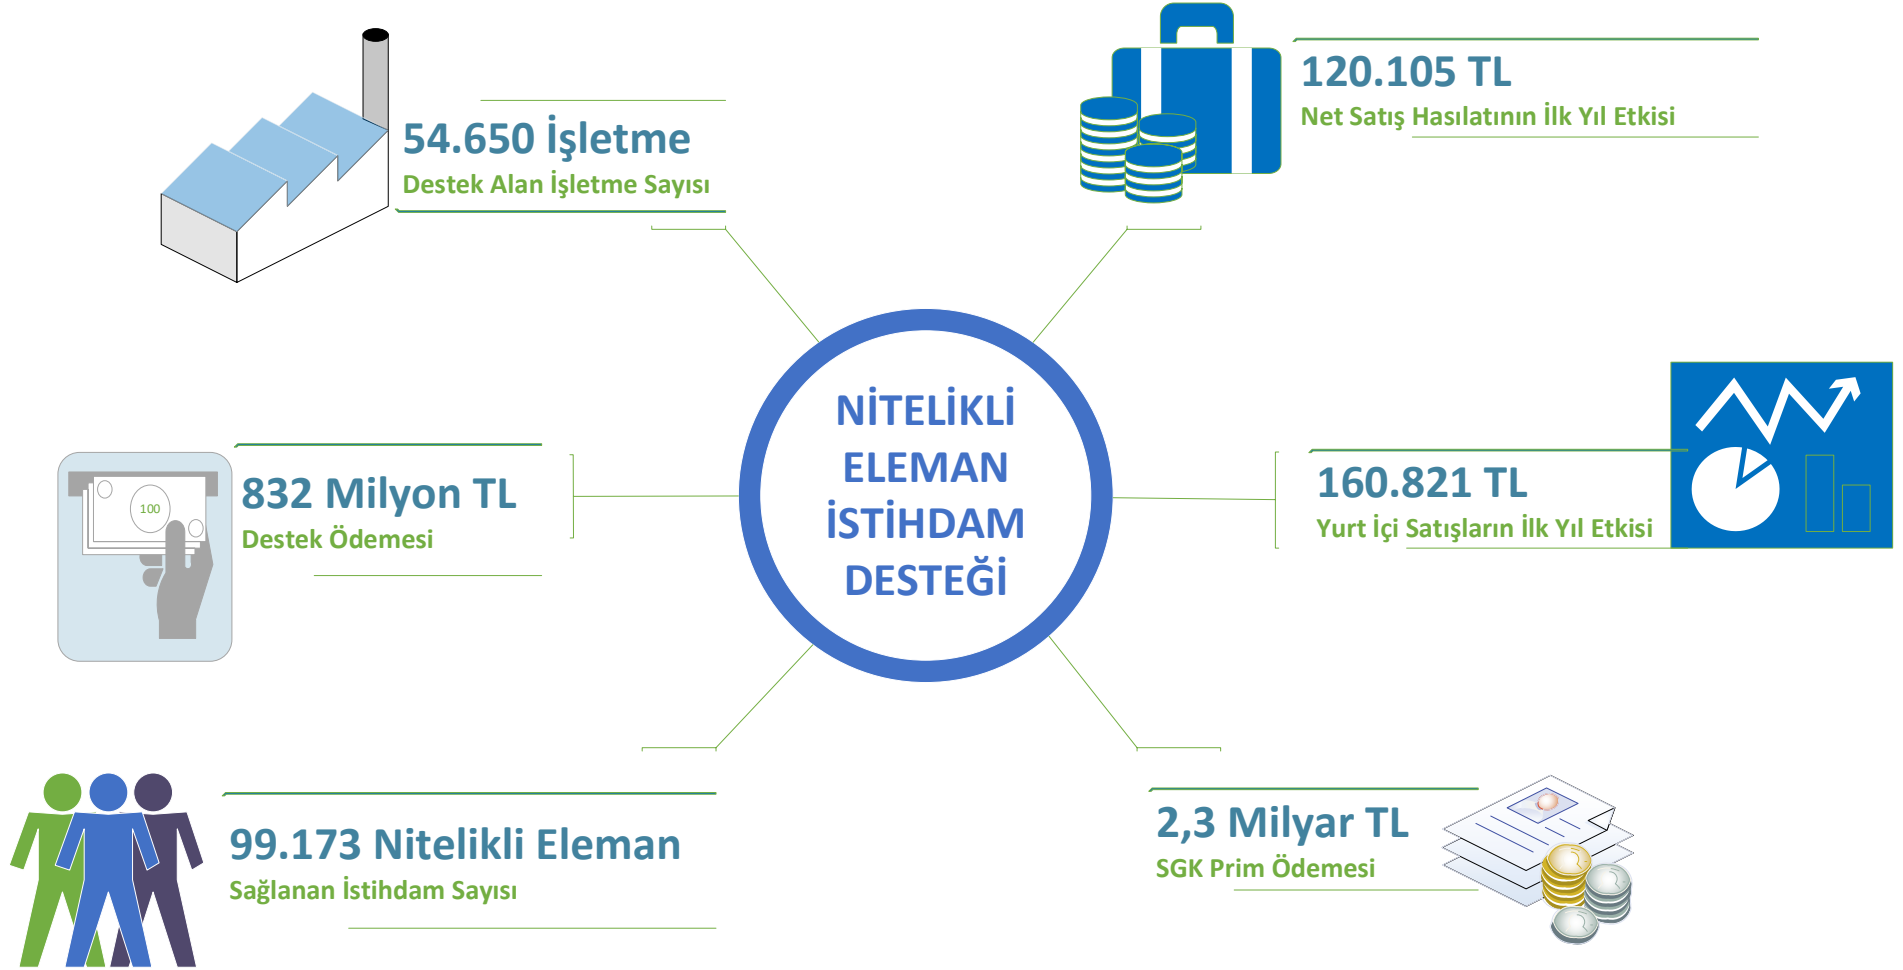 54.650 İşletme
Destek Alan İşletme Sayısı
120.105 TL
Net Satış Hasılatının İlk Yıl Etkisi
832 Milyon TL
Destek Ödemesi
100
NİTELİKLİ
ELEMAN
İSTİHDAM
DESTEĞİ
160.821 TL
Yurt İçi Satışların İlk Yıl Etkisi
99.173 Nitelikli Eleman
Sağlanan İstihdam Sayısı
2,3 Milyar TL
SGK Prim Ödemesi